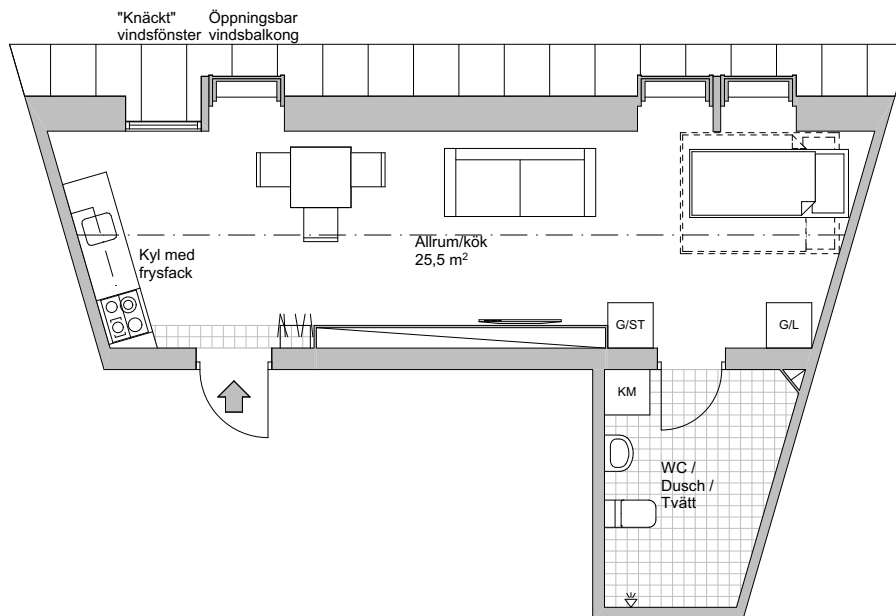 "Knäckt"
vindsfönster
Öppningsbar
vindsbalkong
Kyl med
frysfack
Allrum/kök
25,5 m²
G/ST
G/L
KM
WC /
Dusch /
Tvätt